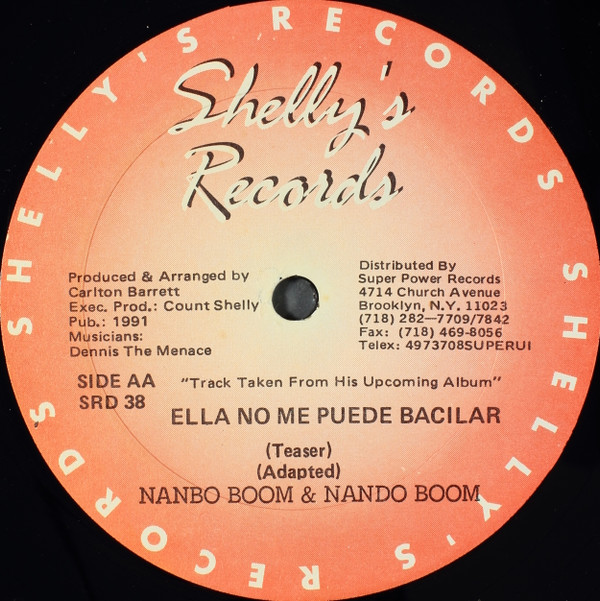 SHELLY'S RECORDS
SHELLY'S RECORDS
Shelly's
Records
Produced & Arranged by
Carlton Barrett
Exec. Prod.: Count Shelly
Pub.: 1991
Musicians:
Dennis The Menace
Distributed By
Super Power Records
4714 Church Avenue
Brooklyn, N.Y. 11023
(718) 282—7709/7842
Fax: (718) 469-8056
Telex: 4973708SUPERUI
SIDE AA
SRD 38
"Track Taken From His Upcoming Album"
ELLA NO ME PUEDE BACILAR
(Teaser)
(Adapted)
NANBO BOOM & NANDO BOOM